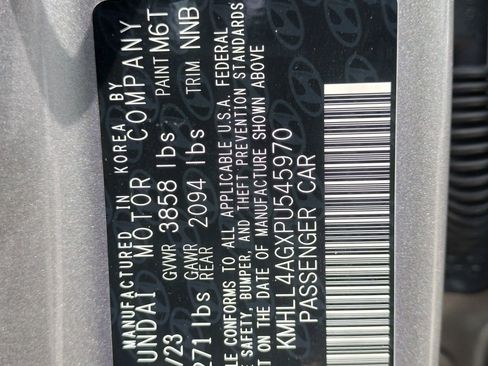 MANUFACTURED IN KOREA BY
UNDAI MOTOR COMPANY
/23 GVWR 3858 lbs PAINT M6T
271 lbs GAWR REAR 2094 lbs TRIM NNB
LE CONFORMS TO ALL APPLICABLE U.S.A. FEDERAL
E SAFETY, BUMPER, AND THEFT PREVENTION STANDARDS
T ON THE DATE OF MANUFACTURE SHOWN ABOVE
KMHLL4AGXPU545970
PASSENGER CAR